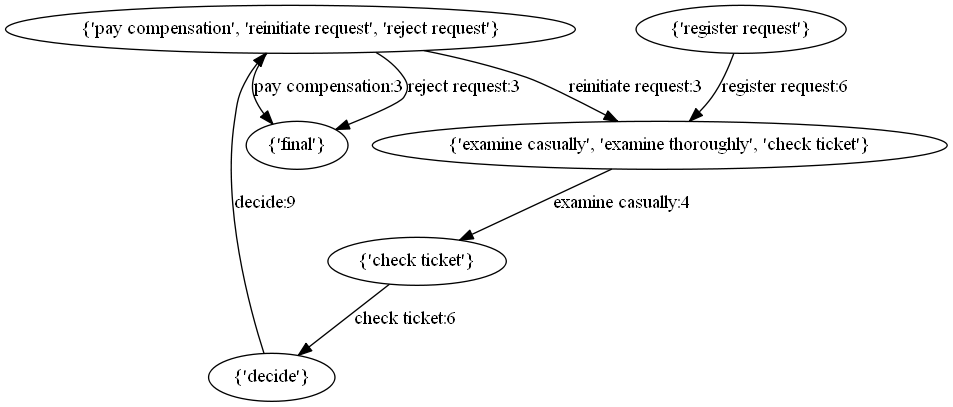 {'pay compensation', 'reinitiate request', 'reject request'}
{'register request'}
pay compensation:3
reject request:3
reinitiate request:3
register request:6
{'final'}
{'examine casually', 'examine thoroughly', 'check ticket'}
decide:9
examine casually:4
{'check ticket'}
check ticket:6
{'decide'}